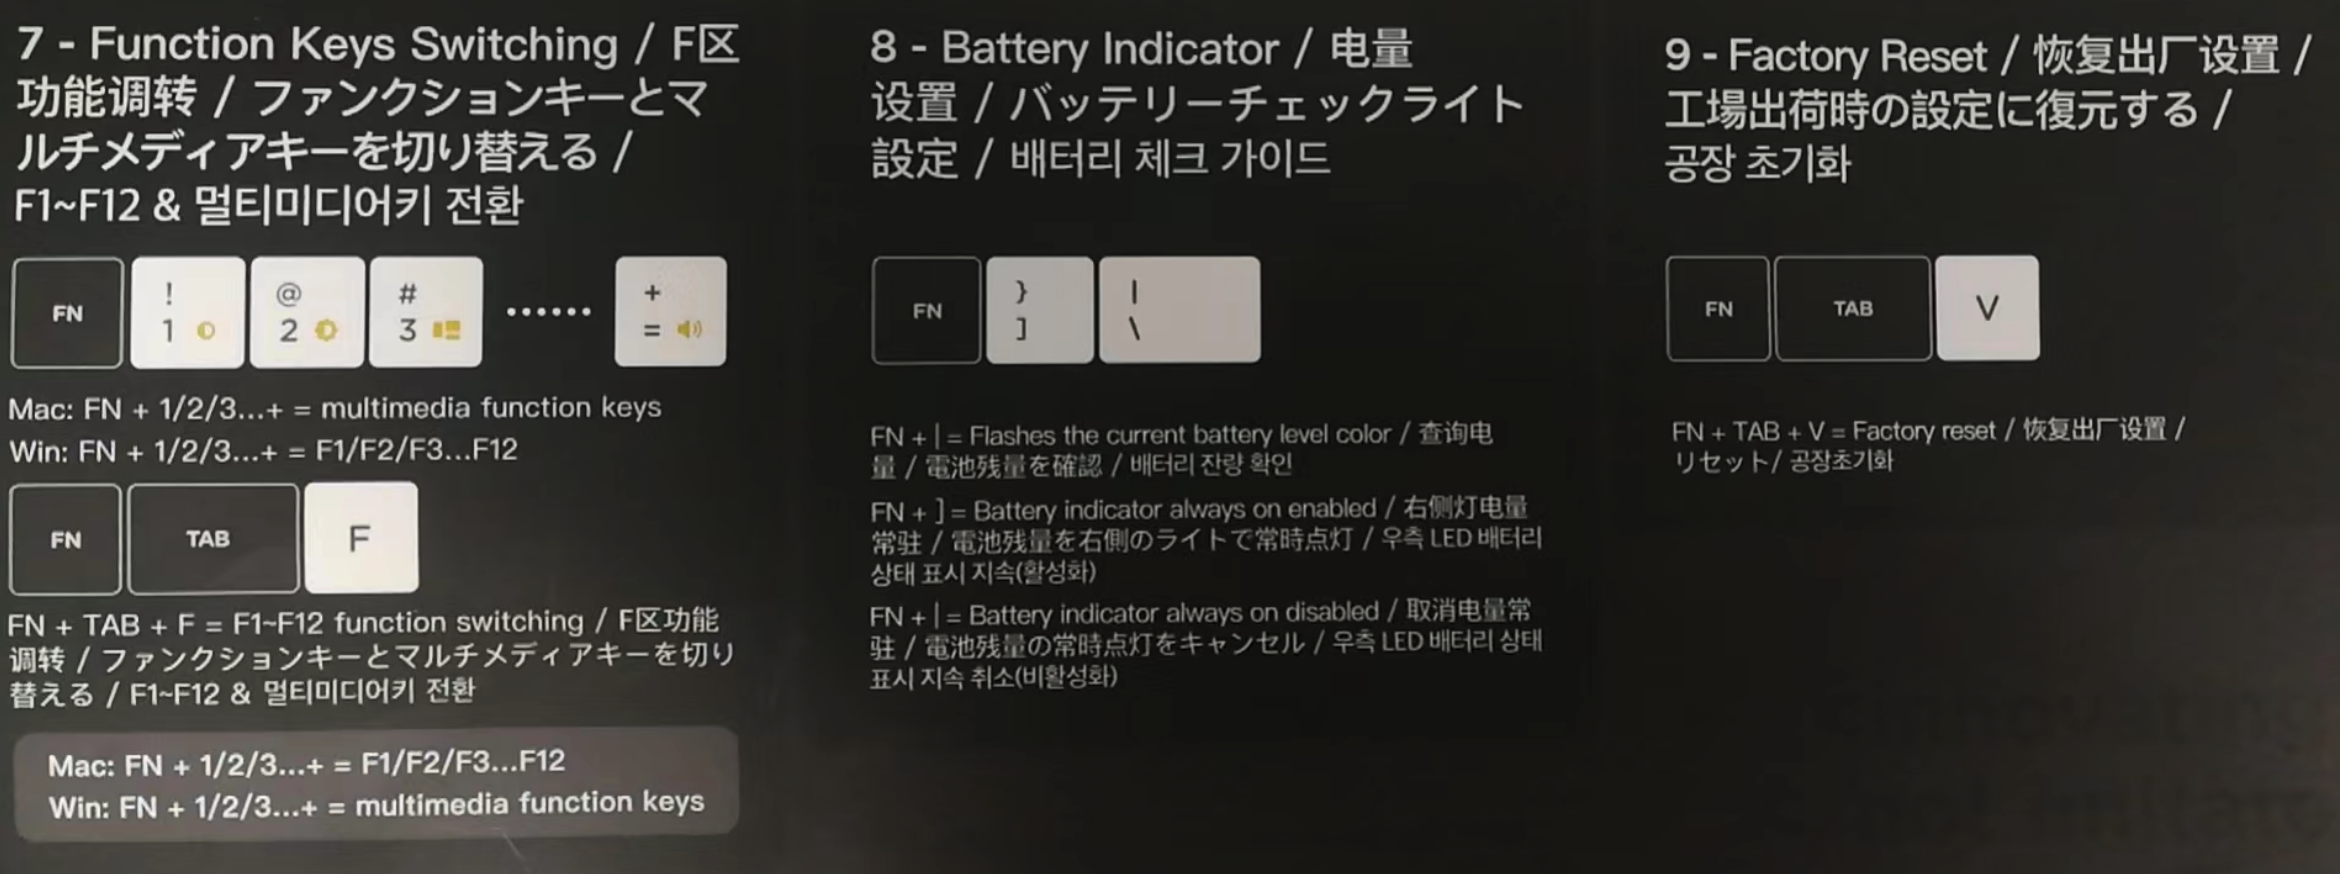 7 - Function Keys Switching / F区
功能调转 / ファンクションキーとマ
ルチメディアキーを切り替える /
F1~F12 & 멀티미디어키 전환
FN
!
1
@
2
#
3
......
+
=
Mac: FN + 1/2/3...+ = multimedia function keys
Win: FN + 1/2/3...+ = F1/F2/F3...F12
FN
TAB
F
FN + TAB + F = F1~F12 function switching / F区功能
调转 / ファンクションキーとマルチメディアキーを切り
替える / F1~F12 & 멀티미디어키 전환
Mac: FN + 1/2/3...+ = F1/F2/F3...F12
Win: FN + 1/2/3...+ = multimedia function keys
8 - Battery Indicator / 电量
设置 / バッテリーチェックライト
設定 / 배터리 체크 가이드
FN
}
]
|
\
FN + | = Flashes the current battery level color / 查询电
量 / 電池残量を確認 / 배터리 잔량 확인
FN + ] = Battery indicator always on enabled / 右侧灯电量
常驻 / 電池残量を右側のライトで常時点灯 / 우측 LED 배터리
상태 표시 지속(활성화)
FN + | = Battery indicator always on disabled / 取消电量常
驻 / 電池残量の常時点灯をキャンセル / 우측 LED 배터리 상태
표시 지속 취소(비활성화)
9 - Factory Reset / 恢复出厂设置 /
工場出荷時の設定に復元する /
공장 초기화
FN
TAB
V
FN + TAB + V = Factory reset / 恢复出厂设置 /
リセット/ 공장초기화